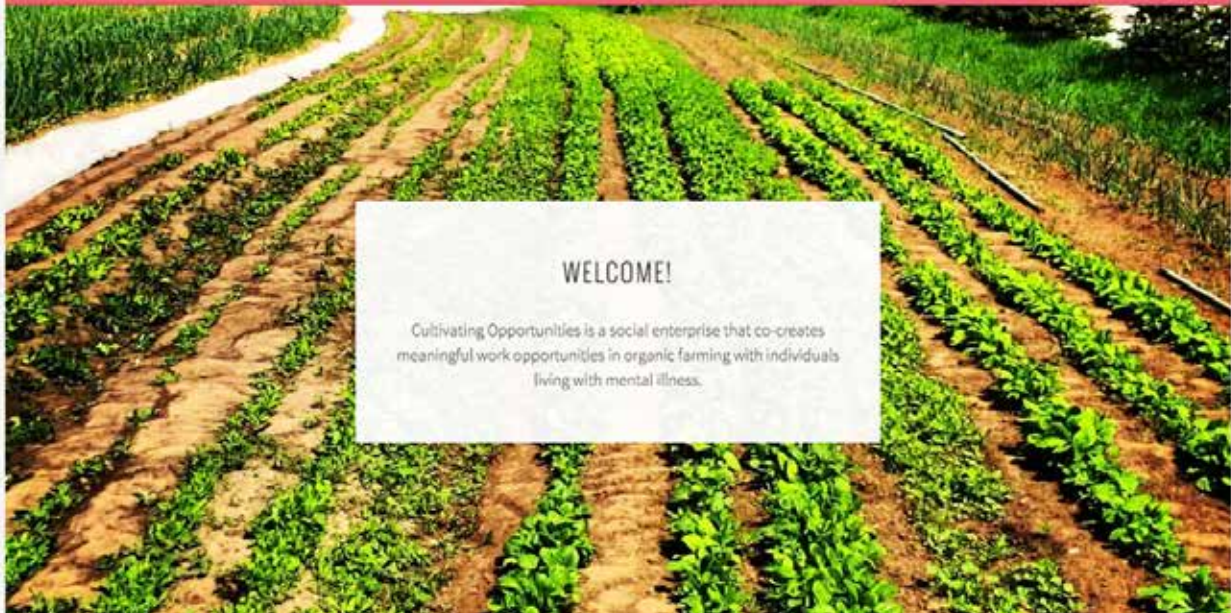 WELCOME!
Cultivating Opportunities is a social enterprise that co-creates
meaningful work opportunities in organic farming with individuals
living with mental illness.